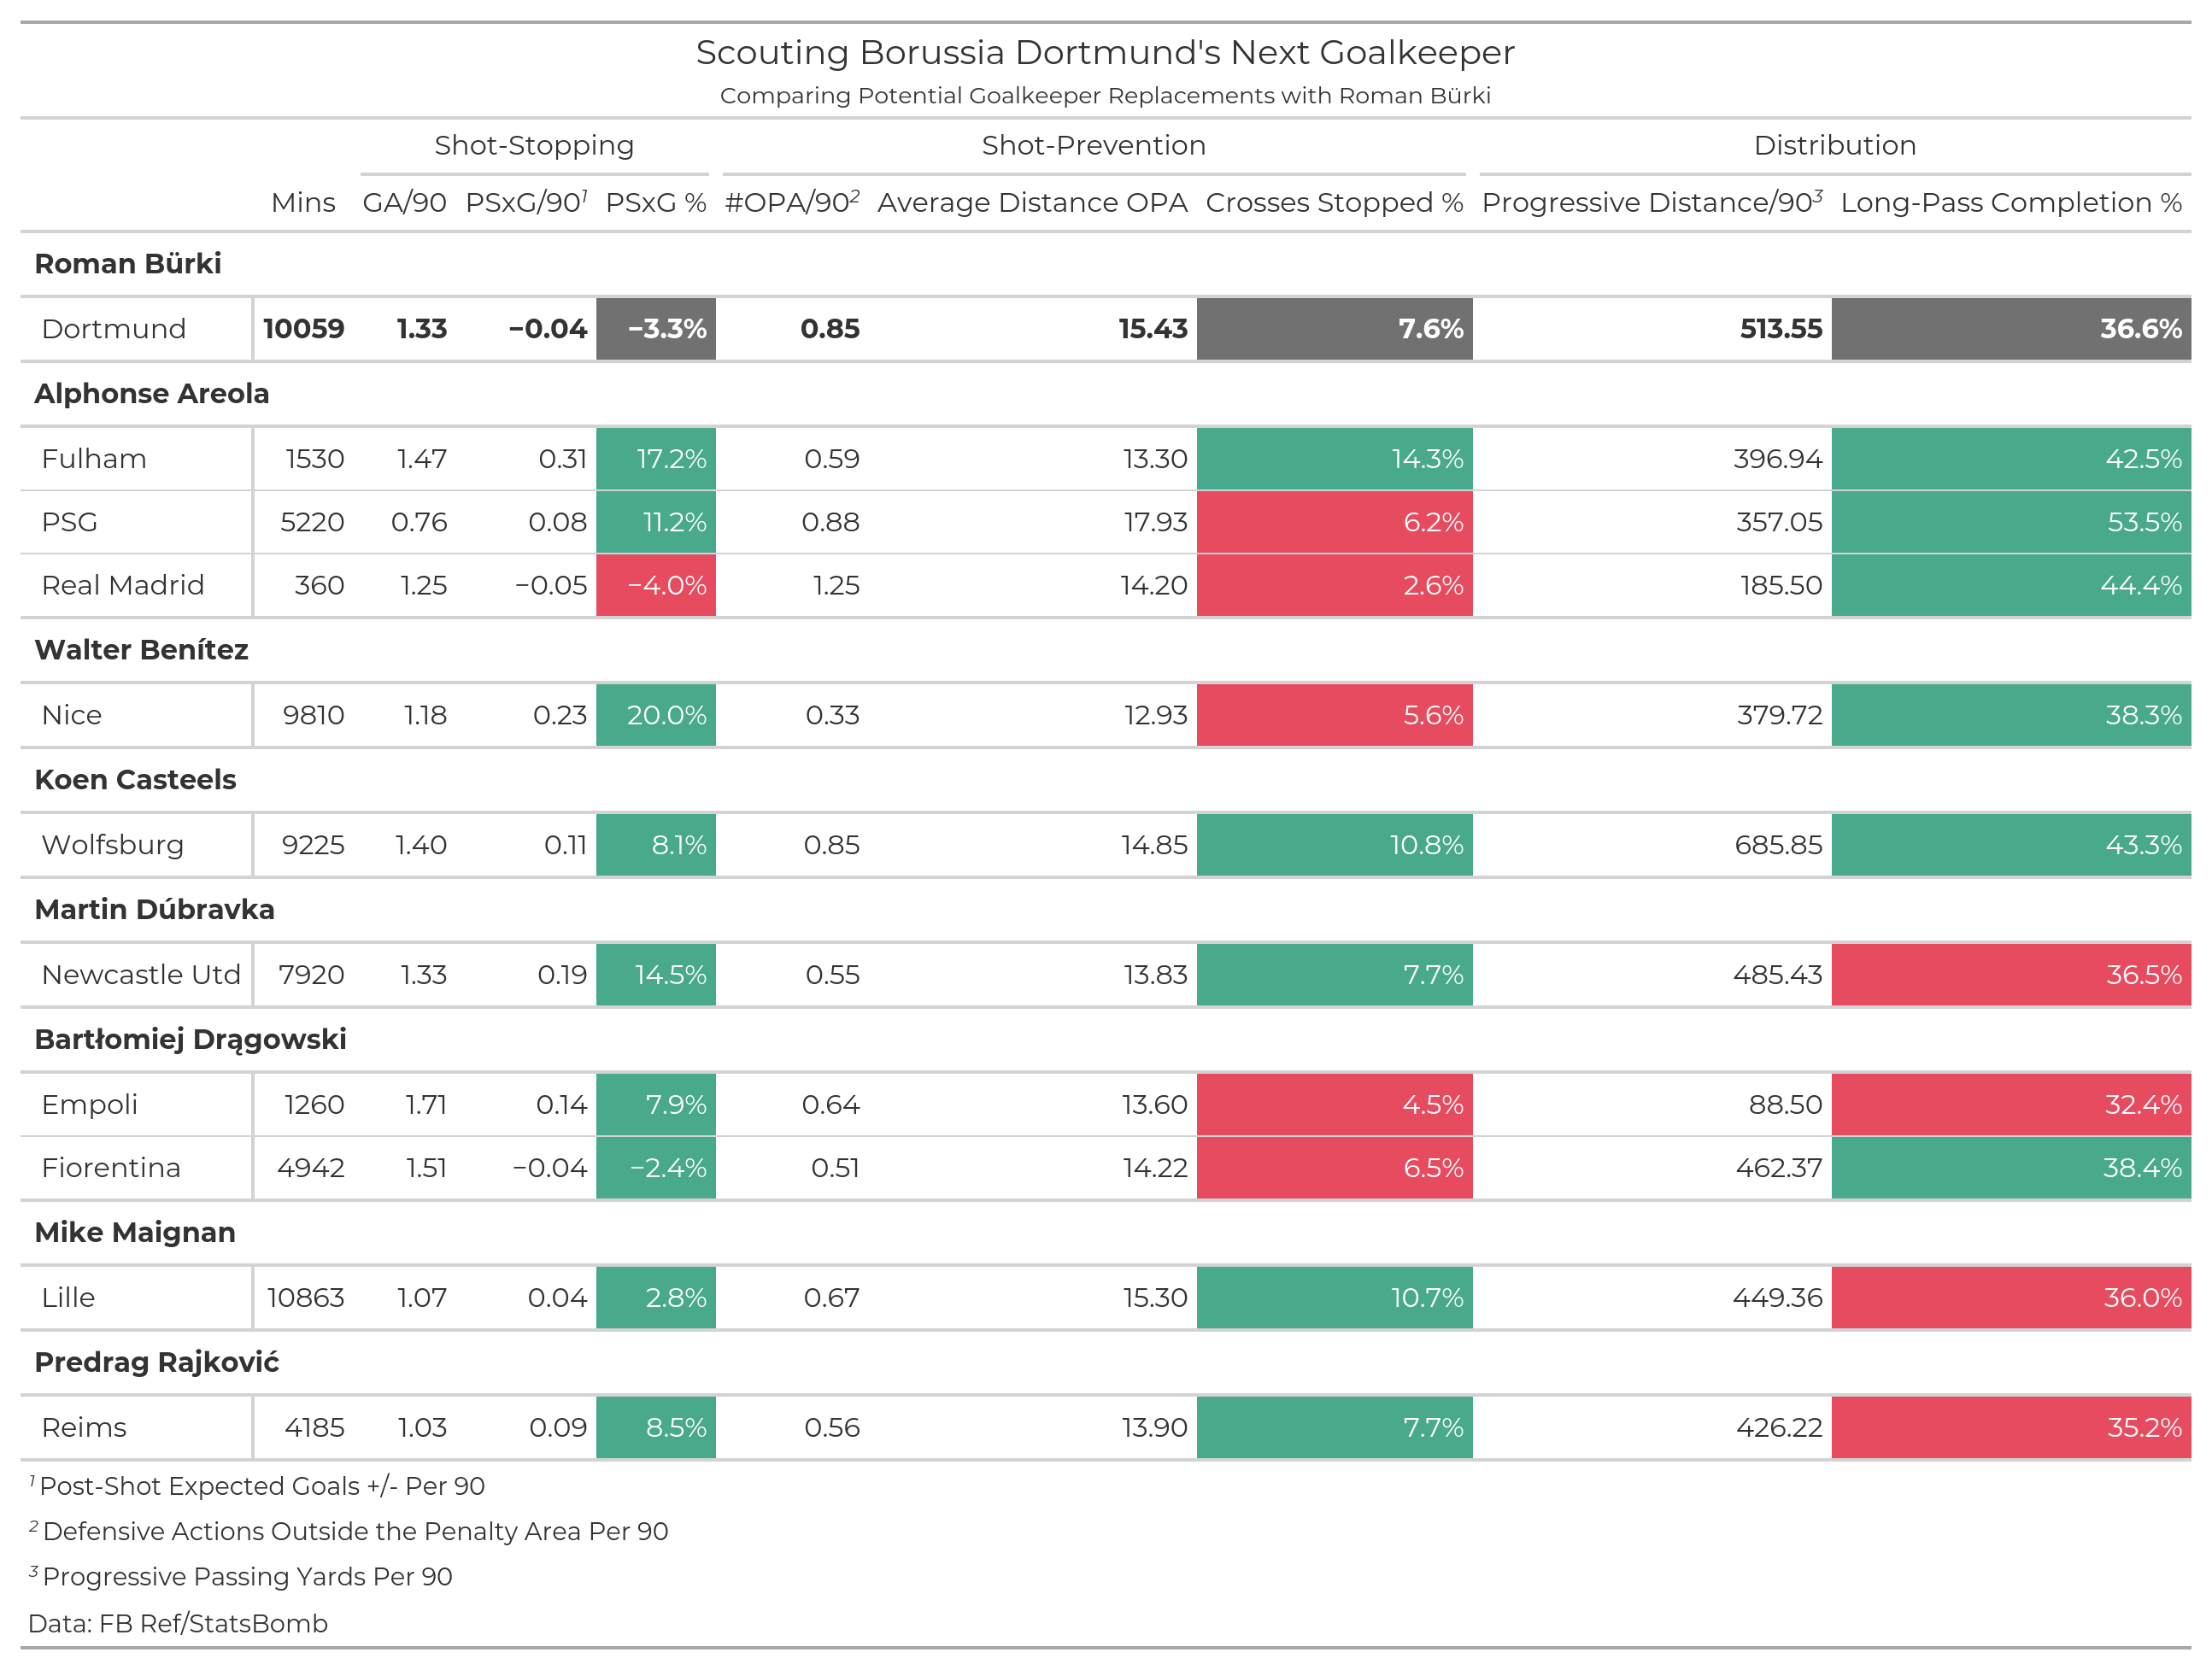 Scouting Borussia Dortmund's Next Goalkeeper
Comparing Potential Goalkeeper Replacements with Roman Bürki
Shot-Stopping Shot-Prevention Distribution
Mins GA/90 PSxG/90¹ PSxG % #OPA/90² Average Distance OPA Crosses Stopped % Progressive Distance/90³ Long-Pass Completion %
Roman Bürki
Dortmund 10059 1.33 −0.04 −3.3% 0.85 15.43 7.6% 513.55 36.6%
Alphonse Areola
Fulham 1530 1.47 0.31 17.2% 0.59 13.30 14.3% 396.94 42.5%
PSG 5220 0.76 0.08 11.2% 0.88 17.93 6.2% 357.05 53.5%
Real Madrid 360 1.25 −0.05 −4.0% 1.25 14.20 2.6% 185.50 44.4%
Walter Benítez
Nice 9810 1.18 0.23 20.0% 0.33 12.93 5.6% 379.72 38.3%
Koen Casteels
Wolfsburg 9225 1.40 0.11 8.1% 0.85 14.85 10.8% 685.85 43.3%
Martin Dúbravka
Newcastle Utd 7920 1.33 0.19 14.5% 0.55 13.83 7.7% 485.43 36.5%
Bartłomiej Drągowski
Empoli 1260 1.71 0.14 7.9% 0.64 13.60 4.5% 88.50 32.4%
Fiorentina 4942 1.51 −0.04 −2.4% 0.51 14.22 6.5% 462.37 38.4%
Mike Maignan
Lille 10863 1.07 0.04 2.8% 0.67 15.30 10.7% 449.36 36.0%
Predrag Rajković
Reims 4185 1.03 0.09 8.5% 0.56 13.90 7.7% 426.22 35.2%
¹ Post-Shot Expected Goals +/- Per 90
² Defensive Actions Outside the Penalty Area Per 90
³ Progressive Passing Yards Per 90
Data: FB Ref/StatsBomb